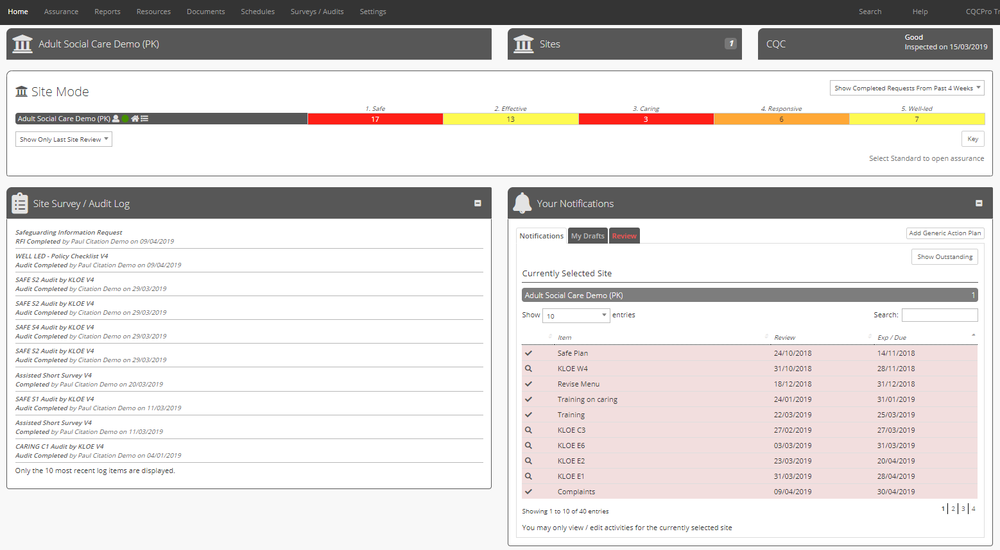 Home Assurance Reports Resources Documents Schedules Surveys / Audits Settings Search Help CQCPro
Adult Social Care Demo (PK)
Sites 1
CQC
Good
Inspected on 15/03/2019
Site Mode
Show Completed Requests From Past 4 Weeks
1. Safe 2. Effective 3. Caring 4. Responsive 5. Well-led
Adult Social Care Demo (PK) 17 13 3 6 7
Show Only Last Site Review
Key
Select Standard to open assurance
Site Survey / Audit Log
Safeguarding Information Request
RFI Completed by Paul Citation Demo on 09/04/2019
WELL LED - Policy Checklist V4
Audit Completed by Paul Citation Demo on 09/04/2019
SAFE S2 Audit by KLOE V4
Audit Completed by Citation Demo on 29/03/2019
SAFE S2 Audit by KLOE V4
Audit Completed by Citation Demo on 29/03/2019
SAFE S4 Audit by KLOE V4
Audit Completed by Citation Demo on 29/03/2019
SAFE S2 Audit by KLOE V4
Audit Completed by Citation Demo on 29/03/2019
Assisted Short Survey V4
Completed by Paul Citation Demo on 20/03/2019
SAFE S1 Audit by KLOE V4
Audit Completed by Paul Citation Demo on 11/03/2019
Assisted Short Survey V4
Completed by Paul Citation Demo on 11/03/2019
CARING C1 Audit by KLOE V4
Audit Completed by Paul Citation Demo on 04/01/2019
Only the 10 most recent log items are displayed.
Your Notifications
Notifications My Drafts Review
Add Generic Action Plan
Show Outstanding
Currently Selected Site
Adult Social Care Demo (PK) 1
Show 10 entries Search:
Item Review Exp / Due
Safe Plan 24/10/2018 14/11/2018
KLOE W4 31/10/2018 28/11/2018
Revise Menu 18/12/2018 31/12/2018
Training on caring 24/01/2019 31/01/2019
Training 22/03/2019 25/03/2019
KLOE C3 27/02/2019 27/03/2019
KLOE E6 03/03/2019 31/03/2019
KLOE E2 23/03/2019 20/04/2019
KLOE E1 31/03/2019 28/04/2019
Complaints 09/04/2019 30/04/2019
Showing 1 to 10 of 40 entries 1 2 3 4
You may only view / edit activities for the currently selected site